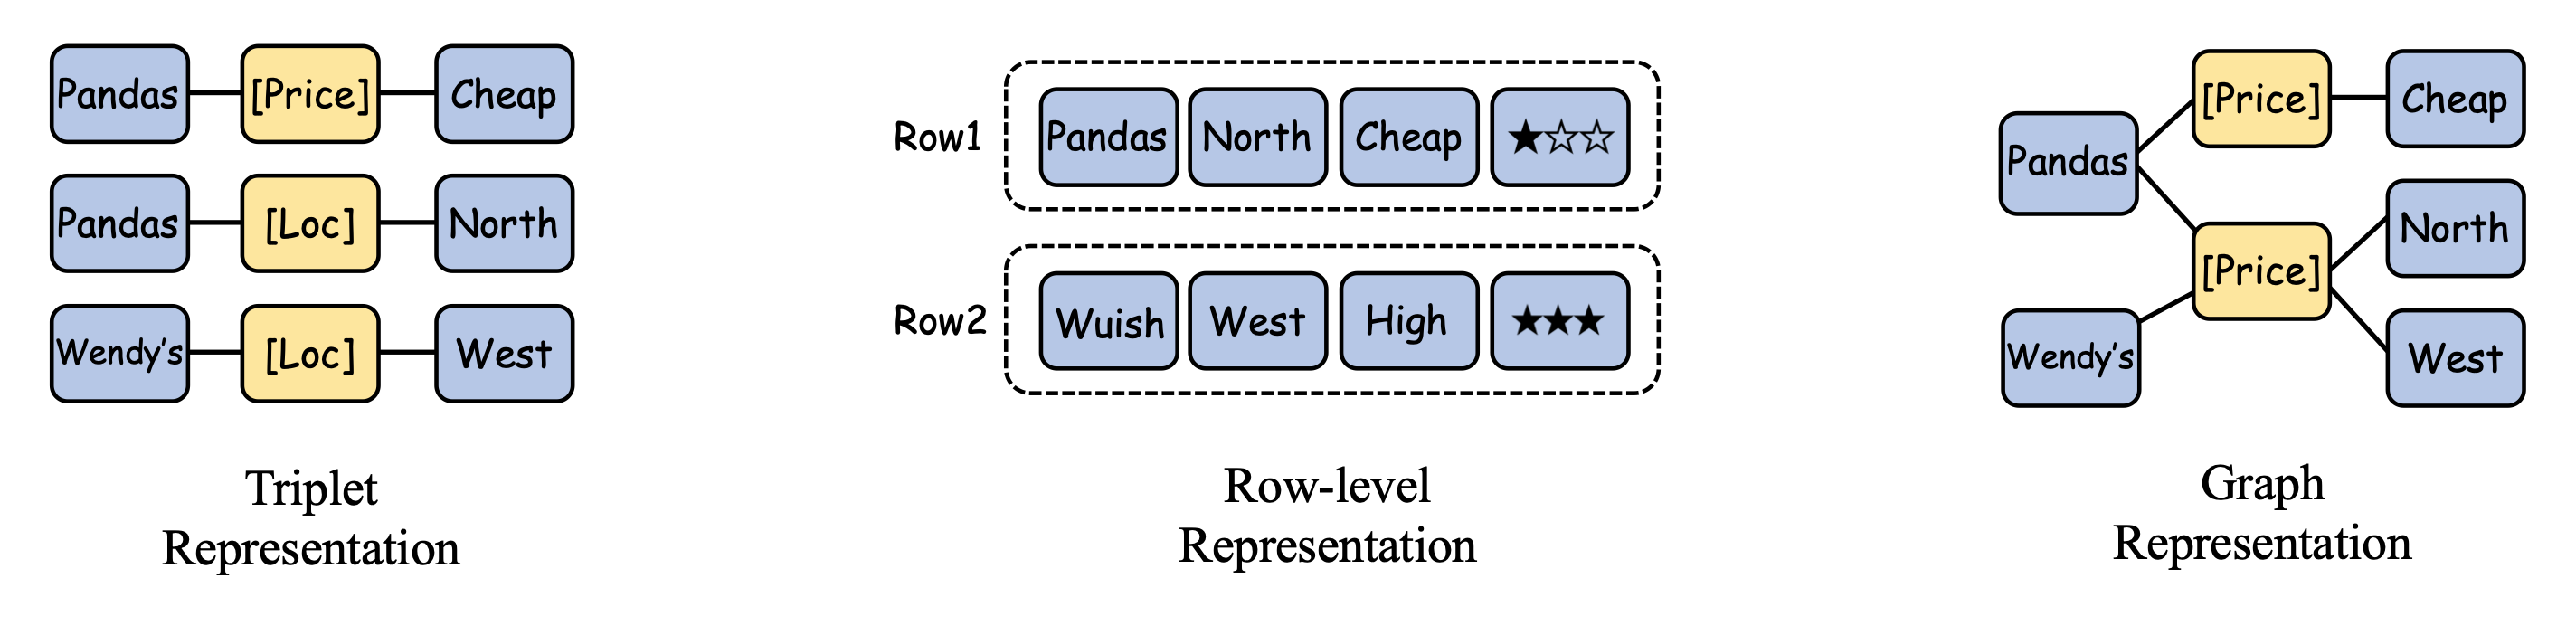 Pandas [Price] Cheap
Pandas [Loc] North
Wendy's [Loc] West
Triplet
Representation
Row1 Pandas North Cheap ★☆☆
Row2 Wuish West High ★★★
Row-level
Representation
Pandas [Price] Cheap
[Price] North
Wendy's West
Graph
Representation